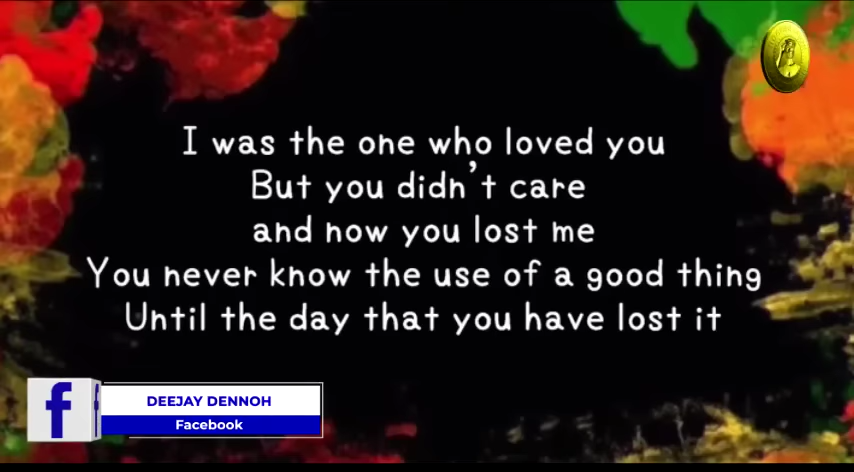 I was the one who loved you
But you didn't care
and now you lost me
You never know the use of a good thing
Until the day that you have lost it
DEEJAY DENNOH
Facebook